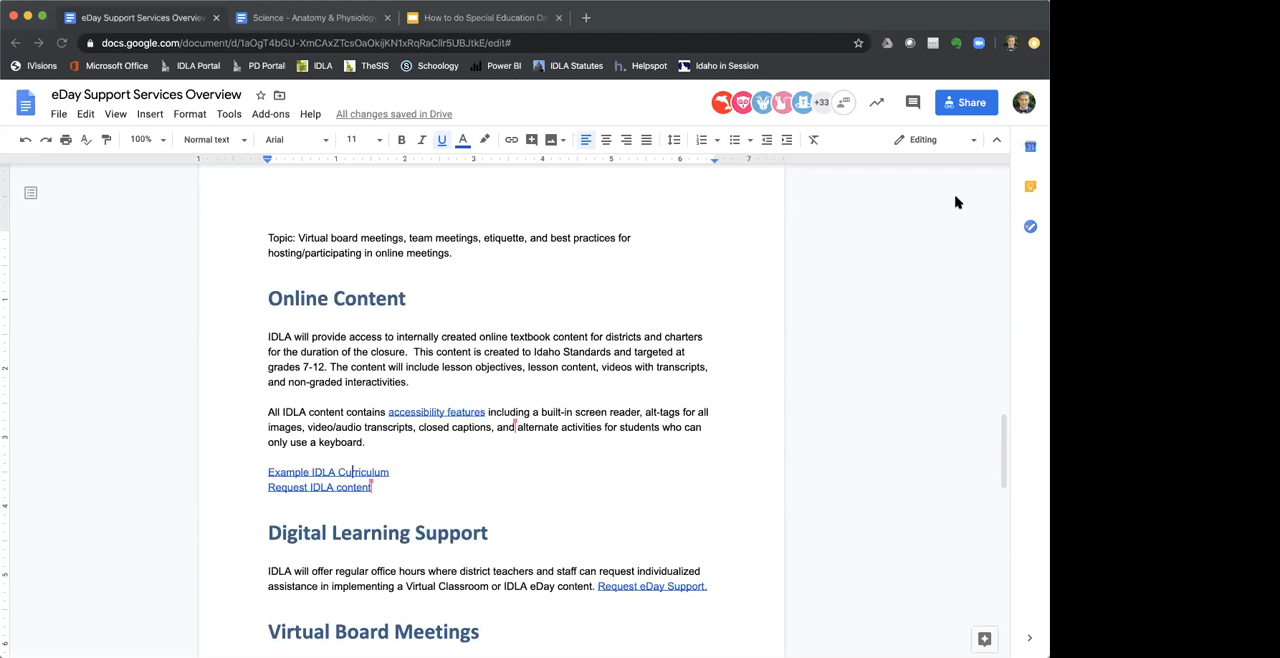 eDay Support Services Overview
Science - Anatomy & Physiology
How to do Special Education On
docs.google.com/document/d/1aOgT4bGU-XmCAxZTcsOaOkijKN1xRqRaCllr5UBJtkE/edit#
IVisions Microsoft Office IDLA Portal PD Portal IDLA TheSIS Schoology Power BI IDLA Statutes Helpspot Idaho in Session
eDay Support Services Overview
File Edit View Insert Format Tools Add-ons Help All changes saved in Drive
+33
Share
100% Normal text Arial 11 B I U A Editing
1 1 2 3 4 5 6 7
Topic: Virtual board meetings, team meetings, etiquette, and best practices for
hosting/participating in online meetings.
Online Content
IDLA will provide access to internally created online textbook content for districts and charters
for the duration of the closure. This content is created to Idaho Standards and targeted at
grades 7-12. The content will include lesson objectives, lesson content, videos with transcripts,
and non-graded interactivities.
All IDLA content contains accessibility features including a built-in screen reader, alt-tags for all
images, video/audio transcripts, closed captions, and alternate activities for students who can
only use a keyboard.
Example IDLA Curriculum
Request IDLA content
Digital Learning Support
IDLA will offer regular office hours where district teachers and staff can request individualized
assistance in implementing a Virtual Classroom or IDLA eDay content. Request eDay Support.
Virtual Board Meetings